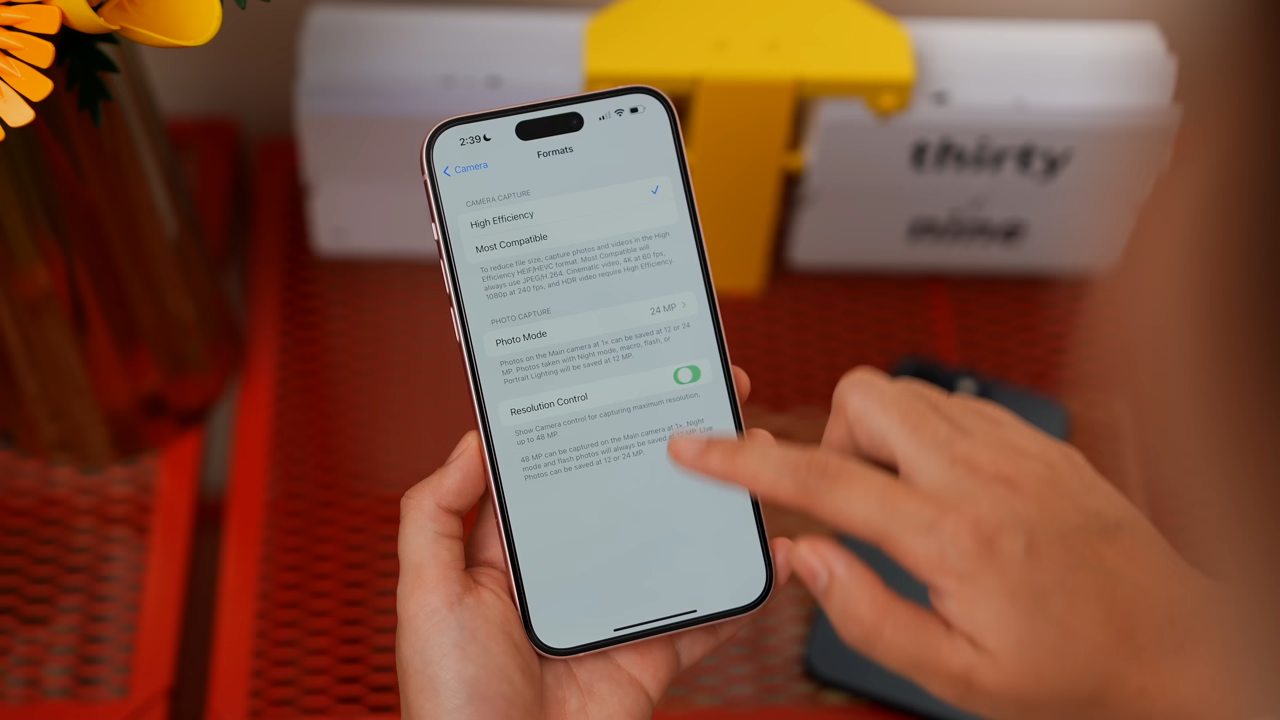 2:39
Camera
Formats
CAMERA CAPTURE
High Efficiency
Most Compatible
To reduce file size, capture photos and videos in the High
Efficiency HEIF/HEVC format. Most Compatible will
always use JPEG/H.264. Cinematic video, 4K at 60 fps,
1080p at 240 fps, and HDR video require High Efficiency.
PHOTO CAPTURE
Photo Mode 24 MP
Photos on the Main camera at 1x can be saved at 12 or 24
MP. Photos taken with Night mode, macro, flash, or
Portrait Lighting will be saved at 12 MP.
Resolution Control
Show Camera control for capturing maximum resolution,
up to 48 MP.
48 MP can be captured on the Main camera at 1x. Night
mode and flash photos will always be saved at 12 MP. Live
Photos can be saved at 12 or 24 MP.
thirty
nine